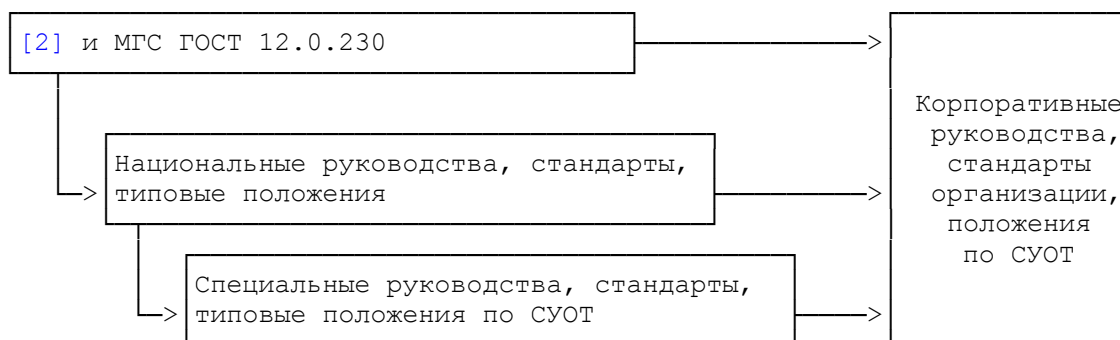 [2] и МГС ГОСТ 12.0.230
Национальные руководства, стандарты,
типовые положения
Специальные руководства, стандарты,
типовые положения по СУОТ
Корпоративные
руководства,
стандарты
организации,
положения
по СУОТ